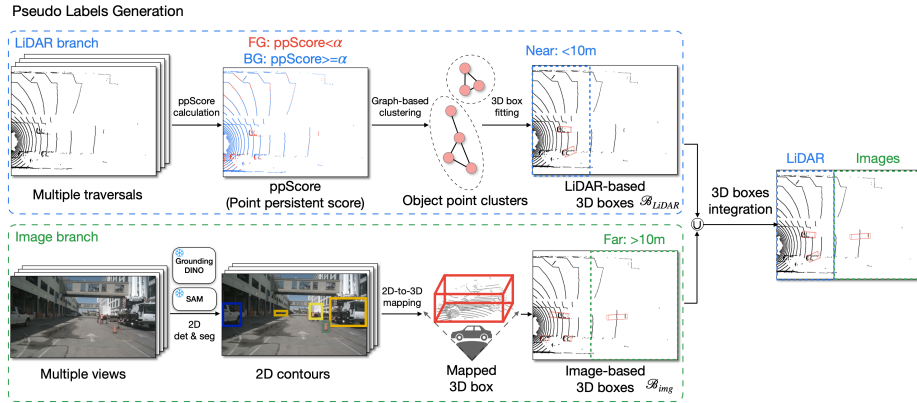 Pseudo Labels Generation
LiDAR branch
FG: ppScore<α
BG: ppScore>=α
Near: <10m
ppScore
calculation
Graph-based
clustering
3D box
fitting
Multiple traversals
ppScore
(Point persistent score)
Object point clusters
LiDAR-based
3D boxes ℬLiDAR
3D boxes
integration
LiDAR
Images
∪
Image branch
Far: >10m
Grounding
DINO
SAM
2D
det & seg
2D-to-3D
mapping
Multiple views
2D contours
Mapped
3D box
Image-based
3D boxes ℬimg